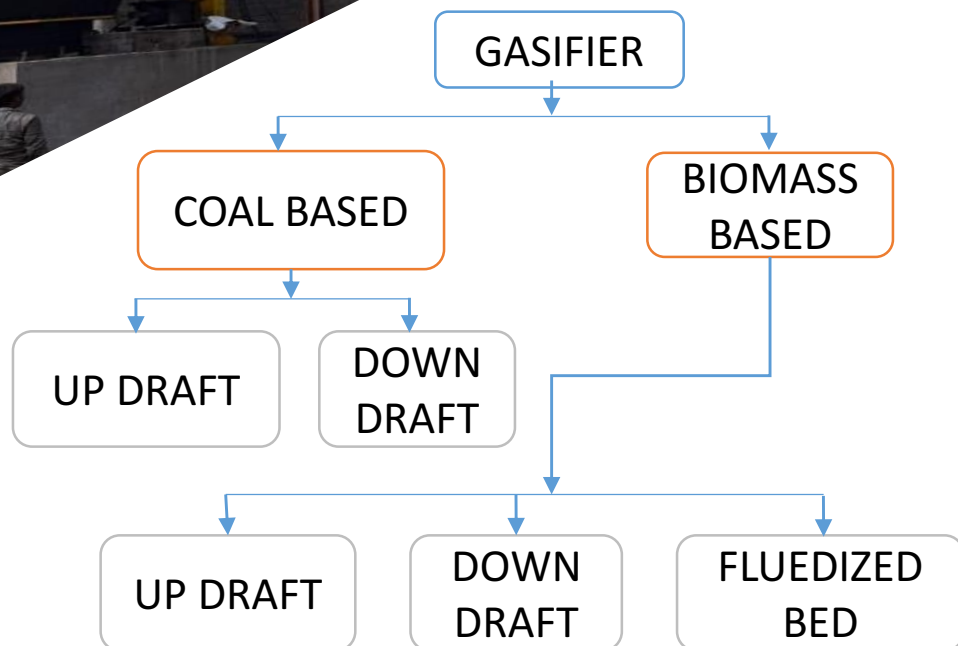 GASIFIER
COAL BASED
BIOMASS
BASED
UP DRAFT
DOWN
DRAFT
UP DRAFT
DOWN
DRAFT
FLUEDIZED
BED